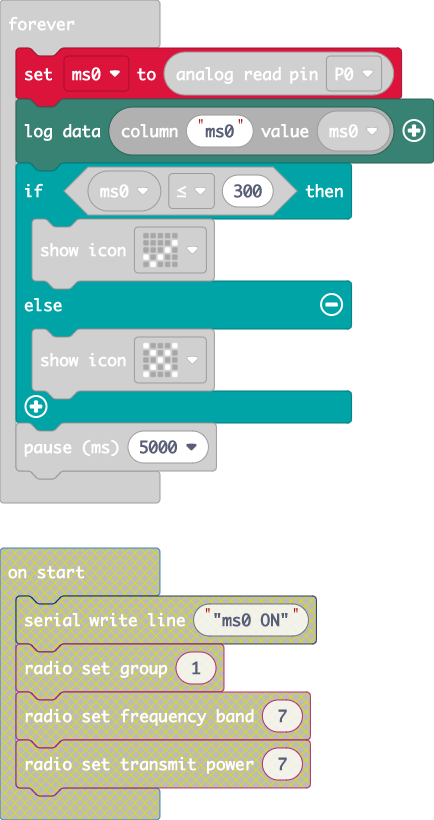 forever
set ms0 to analog read pin P0
log data column "ms0" value ms0
if ms0 ≤ 300 then
show icon
else
show icon
pause (ms) 5000
on start
serial write line ""ms0 ON""
radio set group 1
radio set frequency band 7
radio set transmit power 7